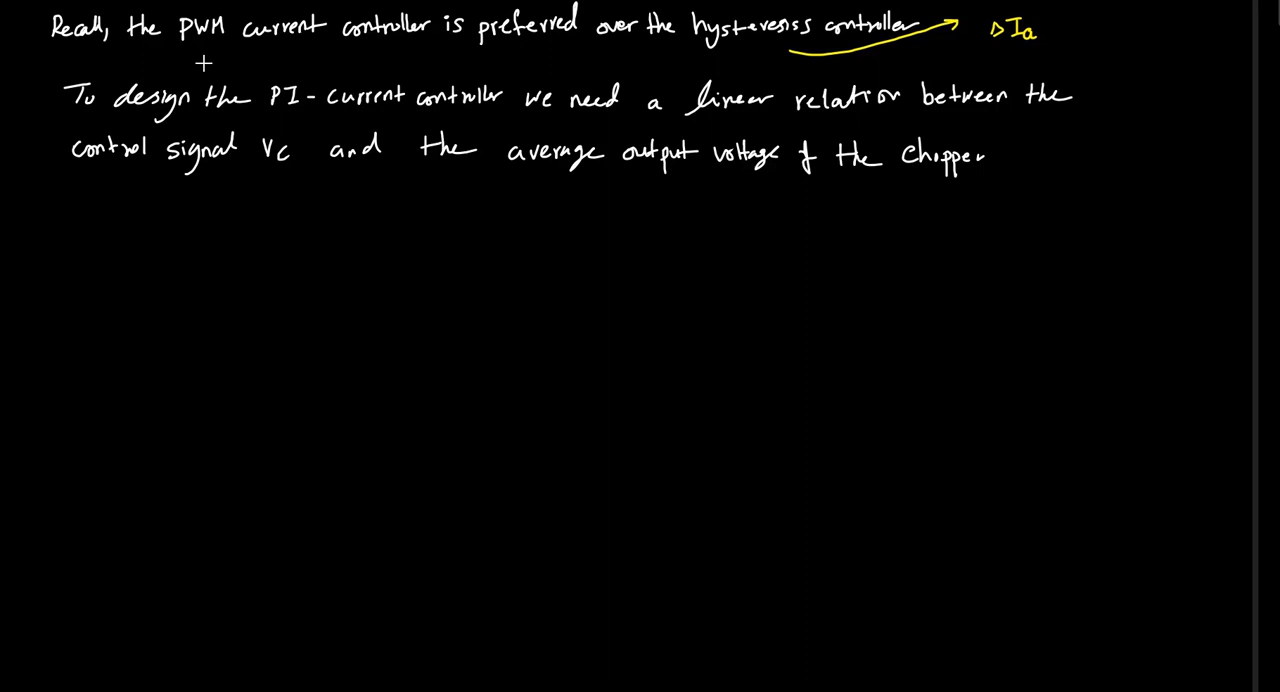 Recall, the PWM current controller is preferred over the hysteresiss controller ΔIa
To design the PI-current controller we need a linear relation between the
control signal Vc and the average output voltage of the chopper